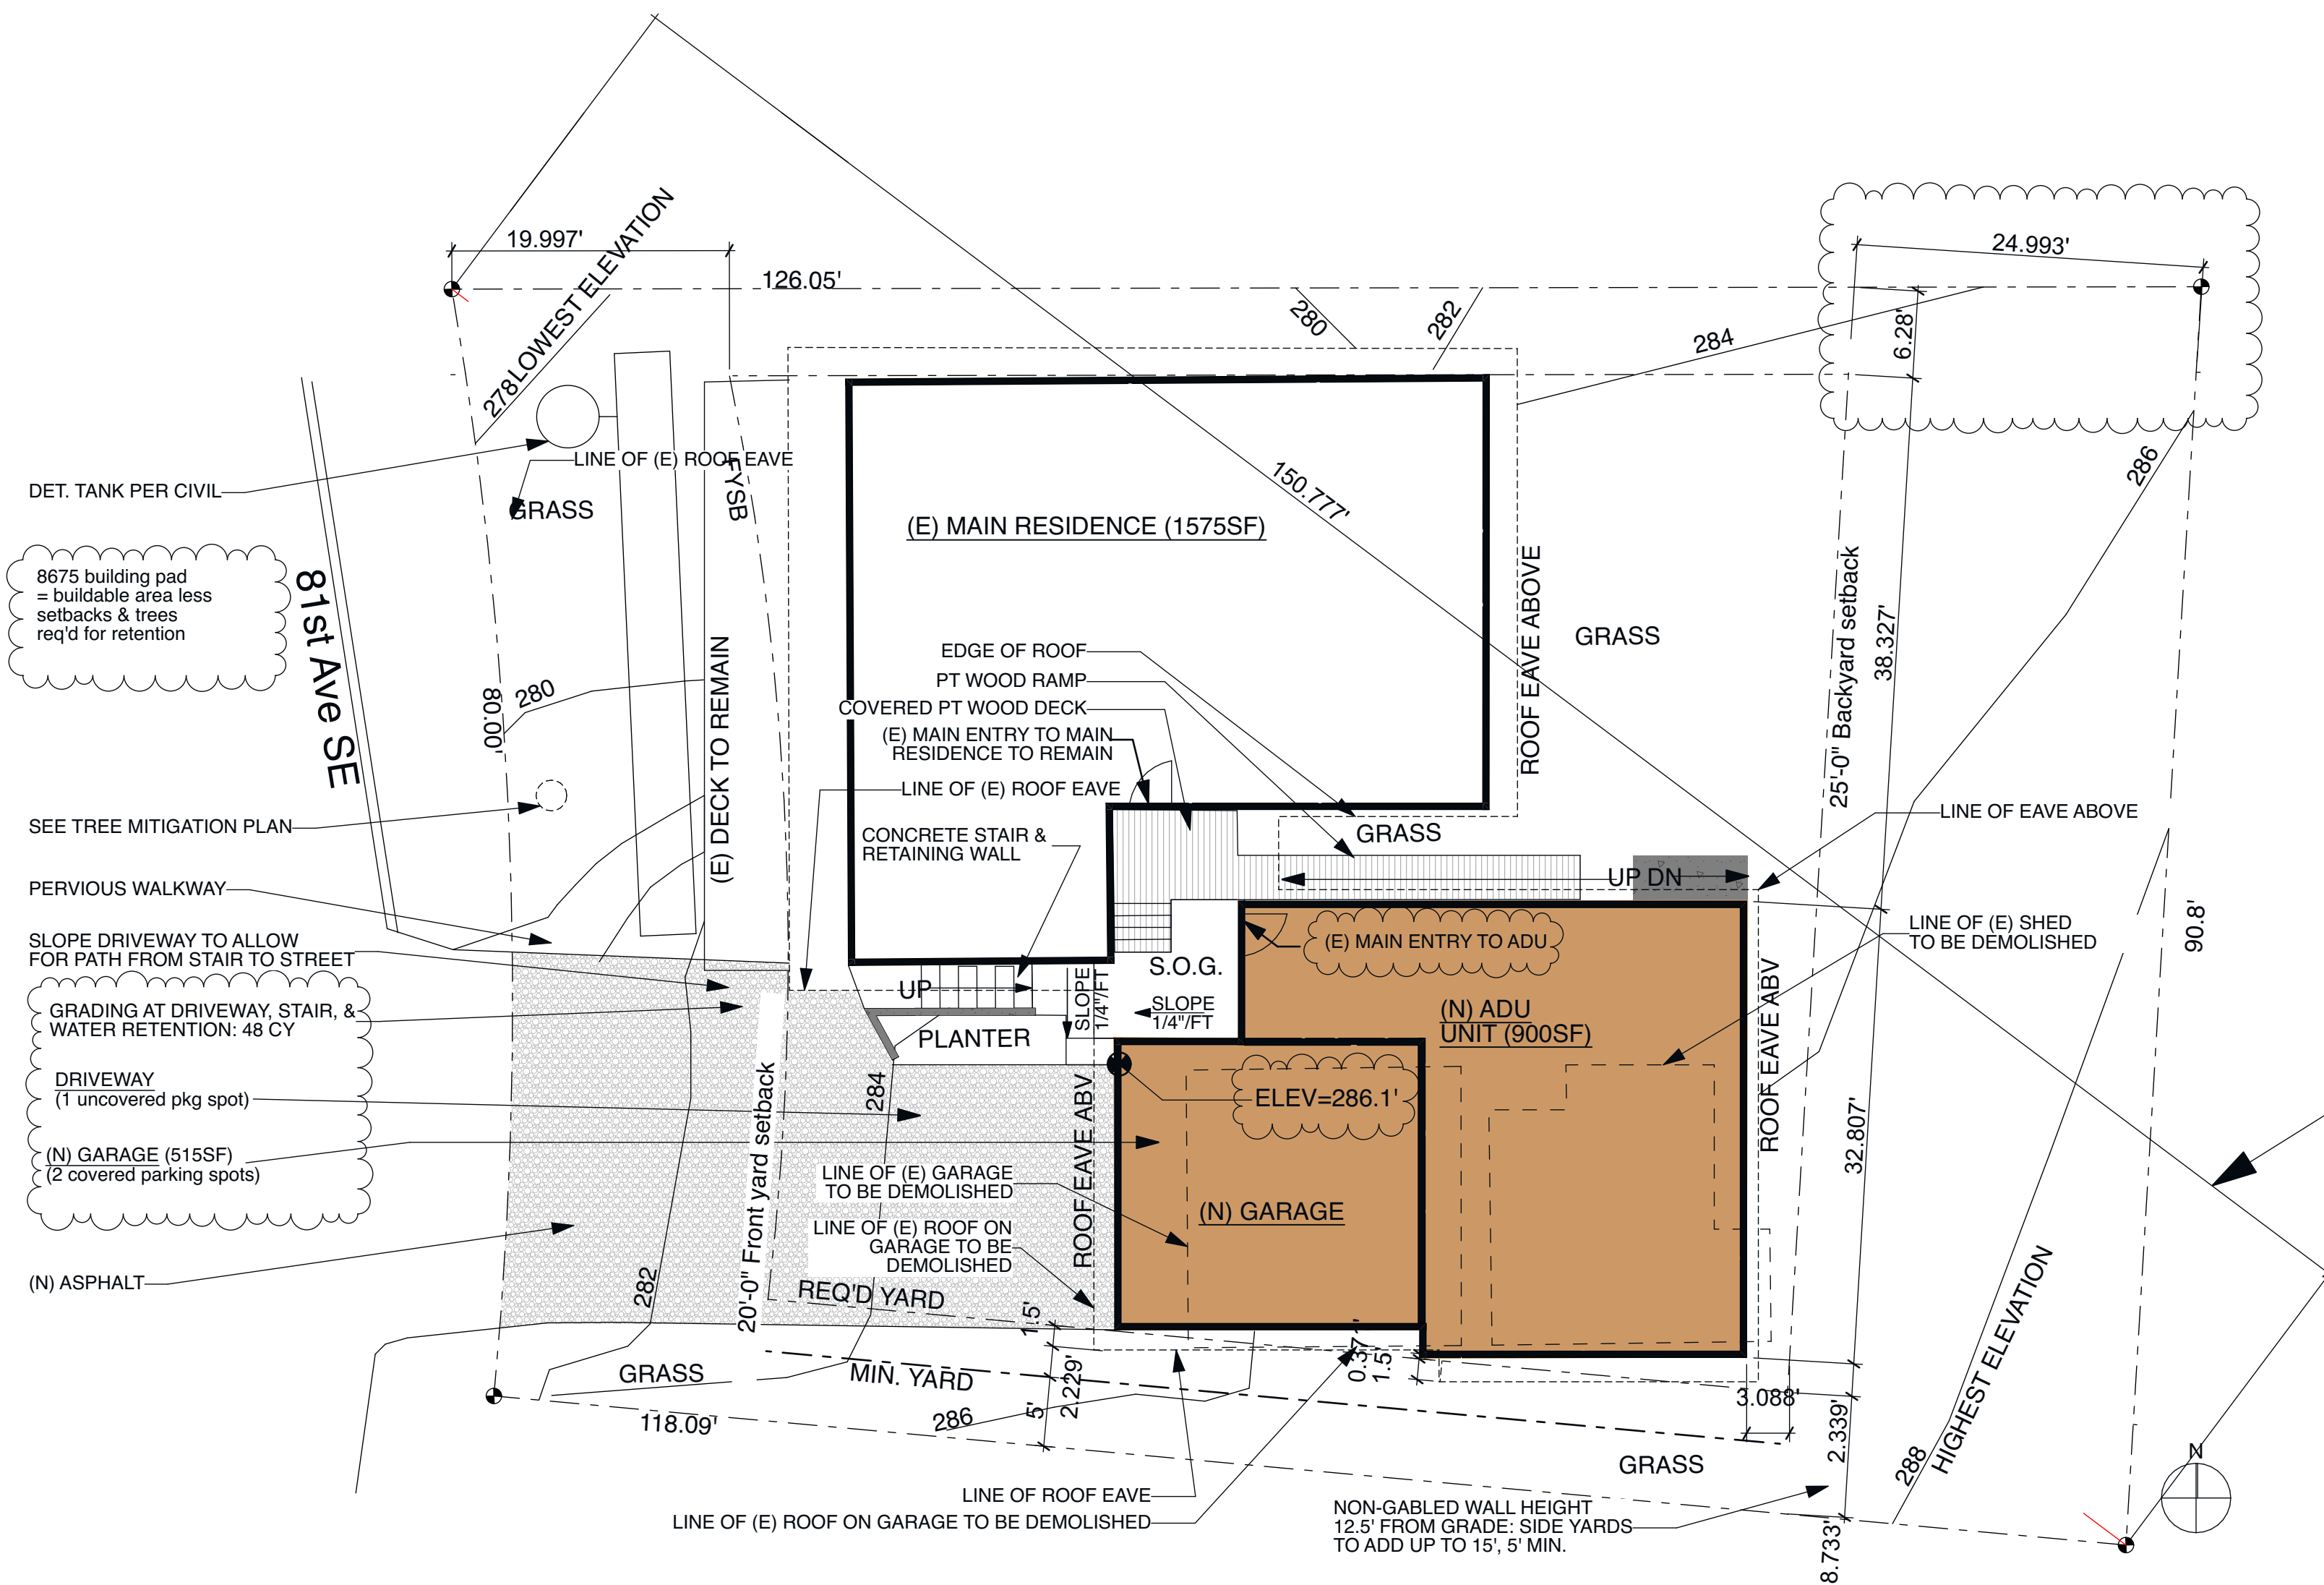 19.997'
126.05'
24.993'
278
LOWEST ELEVATION
280
282
284
6.28'
286
DET. TANK PER CIVIL
LINE OF (E) ROOF EAVE
GRASS
FYSB
(E) MAIN RESIDENCE (1575SF)
150.777'
8675 building pad
= buildable area less
setbacks & trees
req'd for retention
81st Ave SE
80.00'
280
(E) DECK TO REMAIN
EDGE OF ROOF
PT WOOD RAMP
COVERED PT WOOD DECK
(E) MAIN ENTRY TO MAIN
RESIDENCE TO REMAIN
LINE OF (E) ROOF EAVE
CONCRETE STAIR &
RETAINING WALL
ROOF EAVE ABOVE
GRASS
25'-0" Backyard setback
38.327'
LINE OF EAVE ABOVE
GRASS
UP DN
SEE TREE MITIGATION PLAN
PERVIOUS WALKWAY
SLOPE DRIVEWAY TO ALLOW
FOR PATH FROM STAIR TO STREET
GRADING AT DRIVEWAY, STAIR, &
WATER RETENTION: 48 CY
DRIVEWAY
(1 uncovered pkg spot)
(N) GARAGE (515SF)
(2 covered parking spots)
(N) ASPHALT
UP
PLANTER
SLOPE
1/4"/FT
S.O.G.
SLOPE
1/4"/FT
(E) MAIN ENTRY TO ADU
(N) ADU
UNIT (900SF)
LINE OF (E) SHED
TO BE DEMOLISHED
90.8'
ROOF EAVE ABV
ELEV=286.1'
284
20'-0" Front yard setback
ROOF EAVE ABV
LINE OF (E) GARAGE
TO BE DEMOLISHED
(N) GARAGE
LINE OF (E) ROOF ON
GARAGE TO BE
DEMOLISHED
32.807'
282
REQ'D YARD
1.5'
0.371'
1.5'
GRASS
MIN. YARD
2.229'
5'
286
118.09'
3.088'
2.339'
GRASS
288
HIGHEST ELEVATION
N
LINE OF ROOF EAVE
LINE OF (E) ROOF ON GARAGE TO BE DEMOLISHED
NON-GABLED WALL HEIGHT
12.5' FROM GRADE: SIDE YARDS
TO ADD UP TO 15', 5' MIN.
8.733'